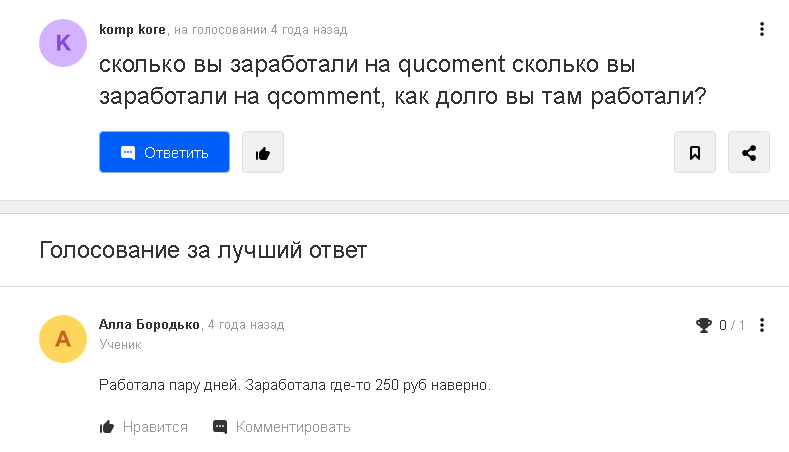 K
komp kore, на голосовании 4 года назад
сколько вы заработали на qucoment сколько вы
заработали на qcomment, как долго вы там работали?
Ответить
Голосование за лучший ответ
А
Алла Бородько, 4 года назад
0 / 1
Ученик
Работала пару дней. Заработала где-то 250 руб наверно.
Нравится
Комментировать